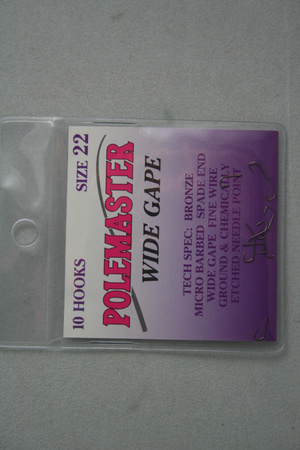 10 HOOKS SIZE 22
POLEMASTER
WIDE GAPE
TECH SPEC: BRONZE
MICRO BARBED SPADE END
WIDE GAPE FINE WIRE
GROUND & CHEMICALLY
ETCHED NEEDLE POINT